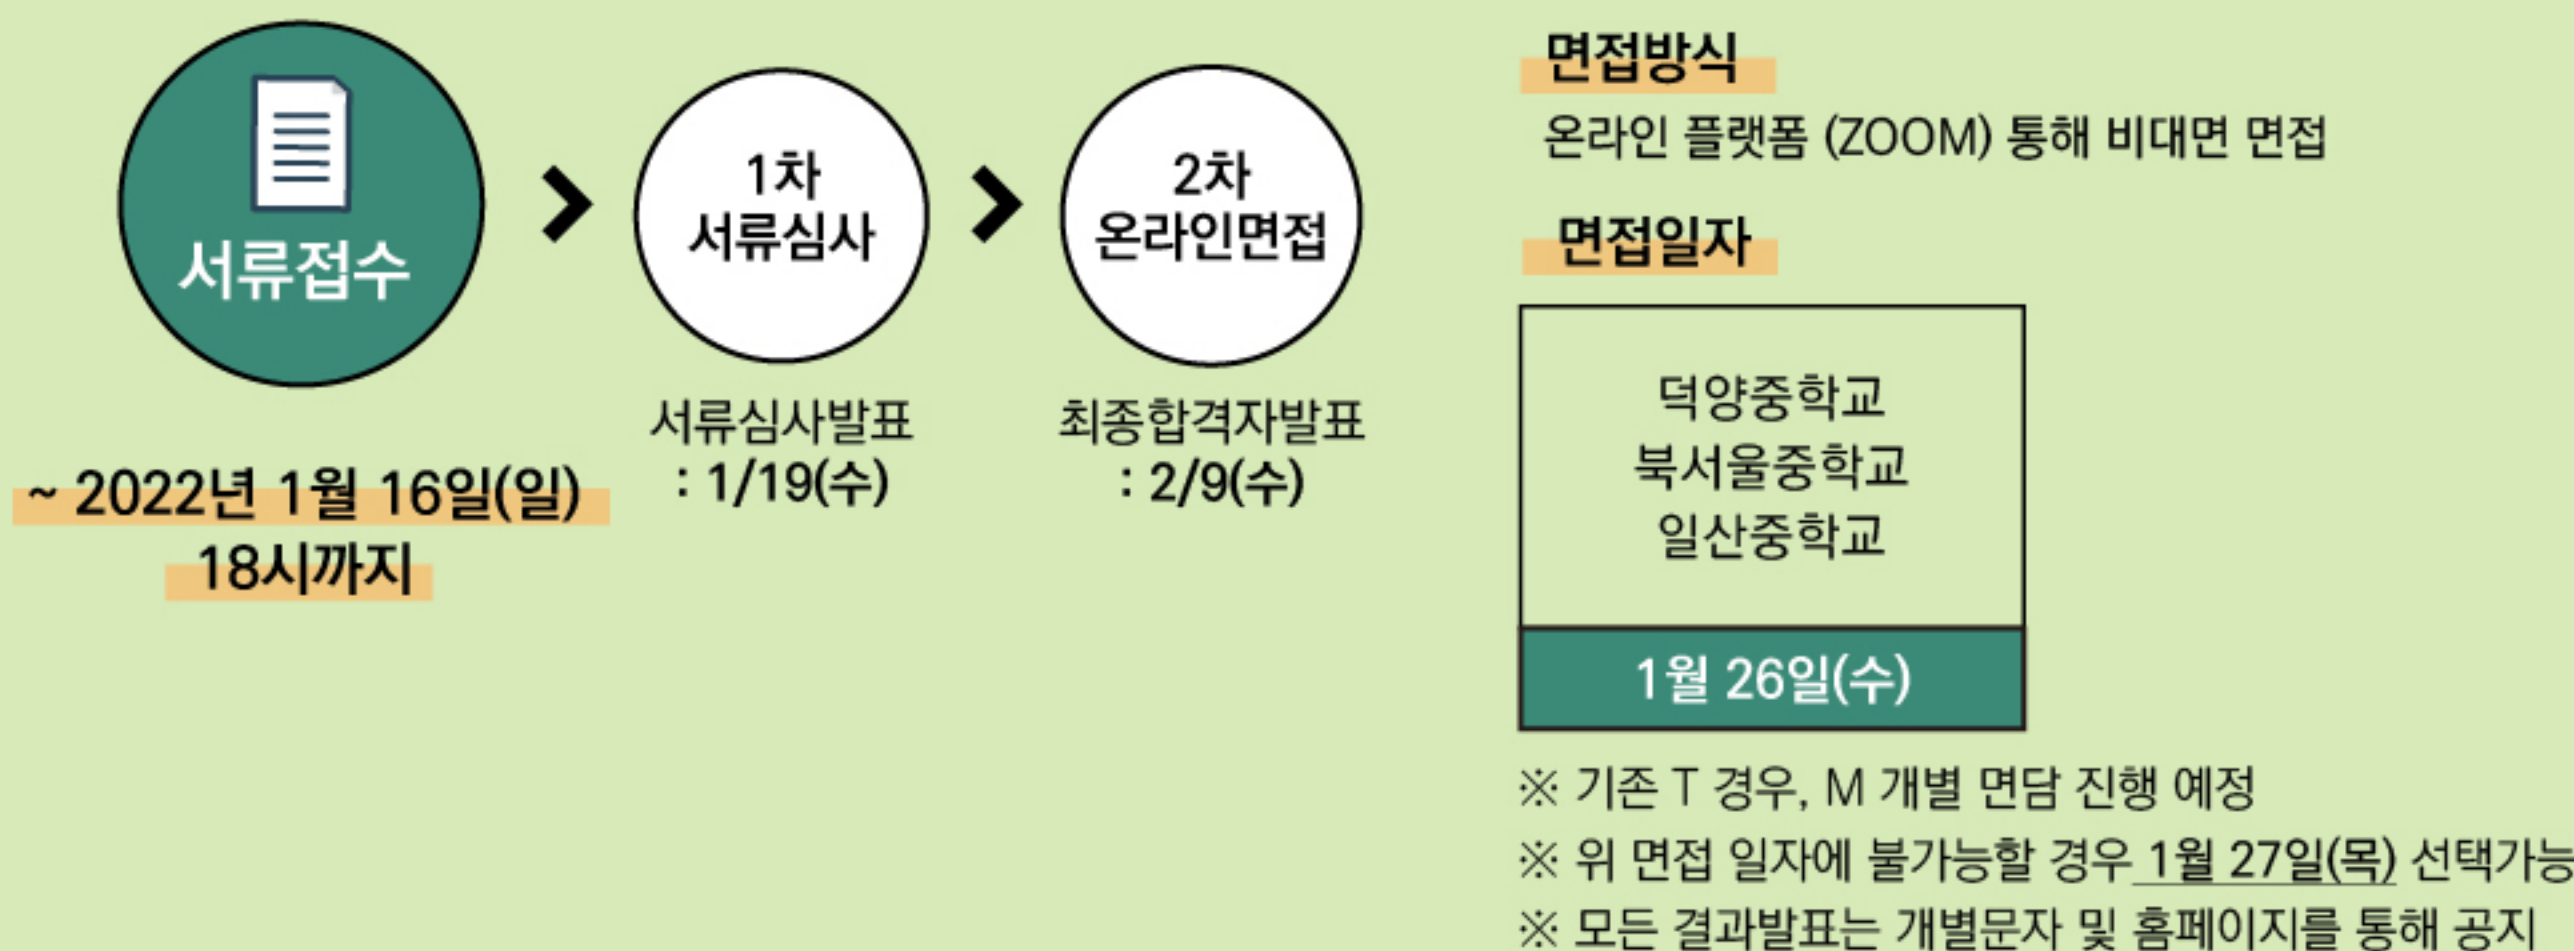 서류접수
~ 2022년 1월 16일(일)
18시까지
1차
서류심사
서류심사발표
: 1/19(수)
2차
온라인면접
최종합격자발표
: 2/9(수)
면접방식
온라인 플랫폼 (ZOOM) 통해 비대면 면접
면접일자
덕양중학교
북서울중학교
일산중학교
1월 26일(수)
※ 기존 T 경우, M 개별 면담 진행 예정
※ 위 면접 일자에 불가능할 경우 1월 27일(목) 선택가능
※ 모든 결과발표는 개별문자 및 홈페이지를 통해 공지